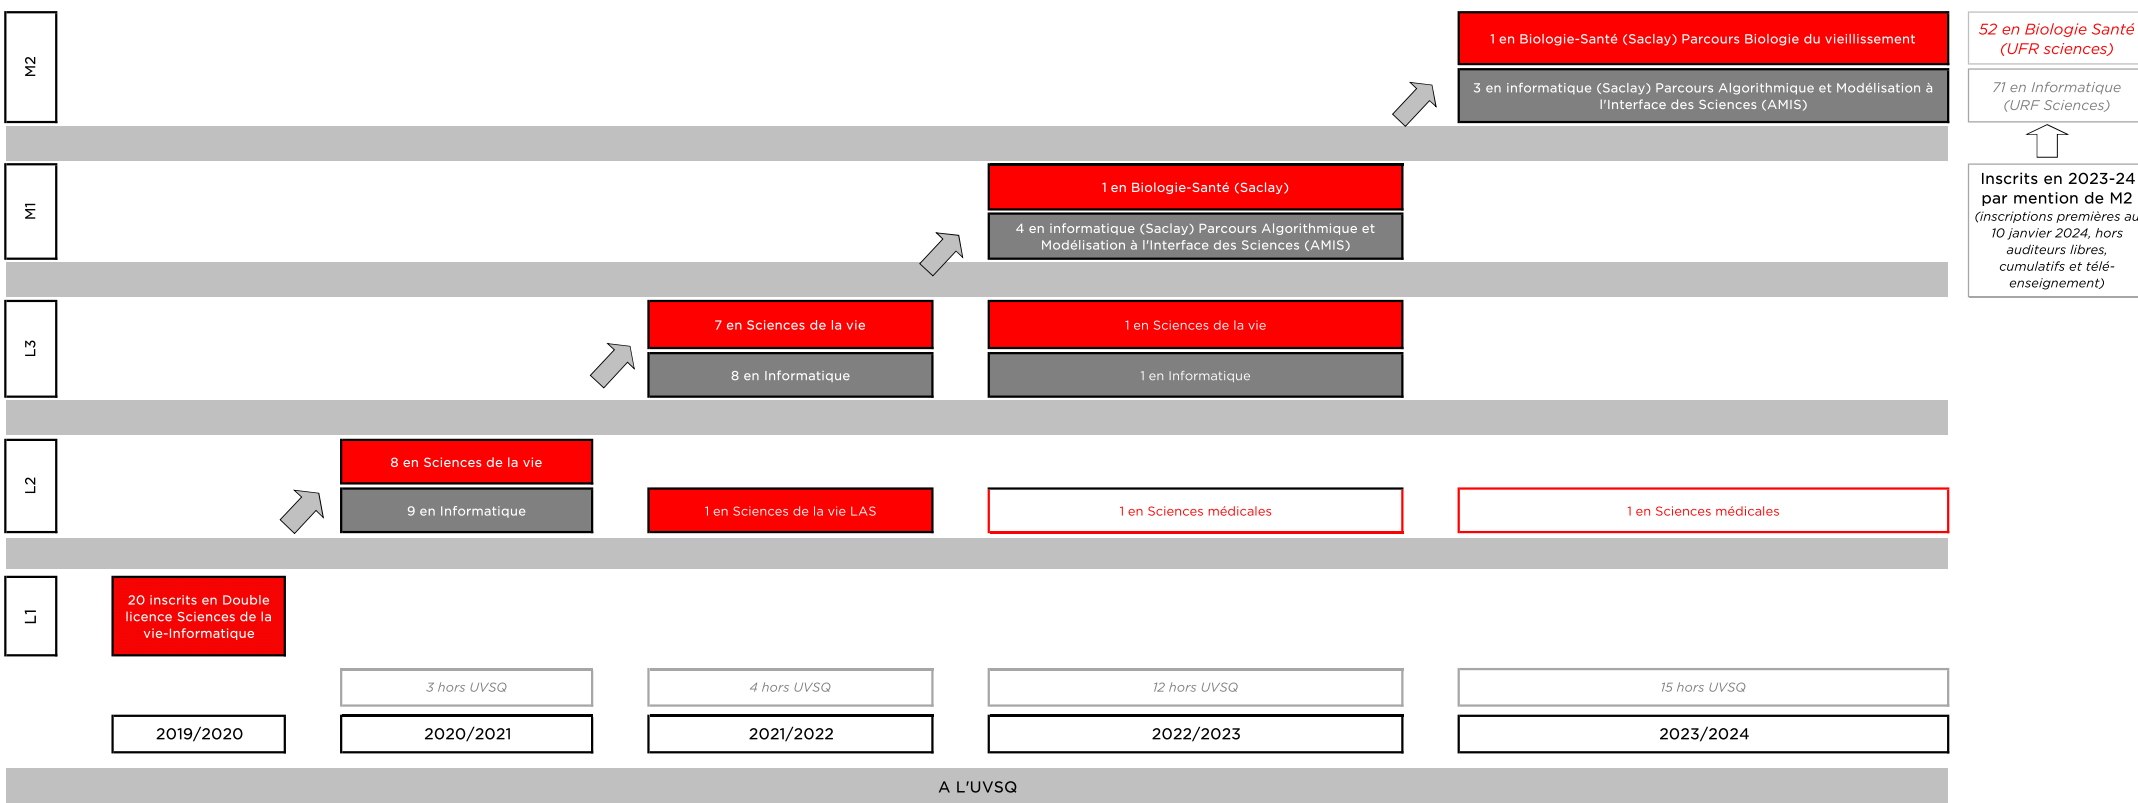 M2
1 en Biologie-Santé (Saclay) Parcours Biologie du vieillissement
3 en informatique (Saclay) Parcours Algorithmique et Modélisation à
l'Interface des Sciences (AMIS)
52 en Biologie Santé
(UFR sciences)
71 en Informatique
(URF Sciences)
M1
1 en Biologie-Santé (Saclay)
4 en informatique (Saclay) Parcours Algorithmique et
Modélisation à l'Interface des Sciences (AMIS)
Inscrits en 2023-24
par mention de M2
(inscriptions premières au
10 janvier 2024, hors
auditeurs libres,
cumulatifs et télé-
enseignement)
L3
7 en Sciences de la vie
1 en Sciences de la vie
8 en Informatique
1 en Informatique
L2
8 en Sciences de la vie
9 en Informatique
1 en Sciences de la vie LAS
1 en Sciences médicales
1 en Sciences médicales
L1
20 inscrits en Double
licence Sciences de la
vie-Informatique
3 hors UVSQ
4 hors UVSQ
12 hors UVSQ
15 hors UVSQ
2019/2020
2020/2021
2021/2022
2022/2023
2023/2024
A L'UVSQ